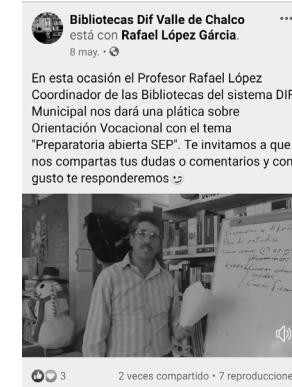 Bibliotecas Dif Valle de Chalco
está con Rafael López Gárcia.
8 may. •
En esta ocasión el Profesor Rafael López
Coordinador de las Bibliotecas del sistema DIF
Municipal nos dará una plática sobre
Orientación Vocacional con el tema
"Preparatoria abierta SEP". Te invitamos a que
nos compartas tus dudas o comentarios y con
gusto te responderemos
3
2 veces compartido • 7 reproduccione